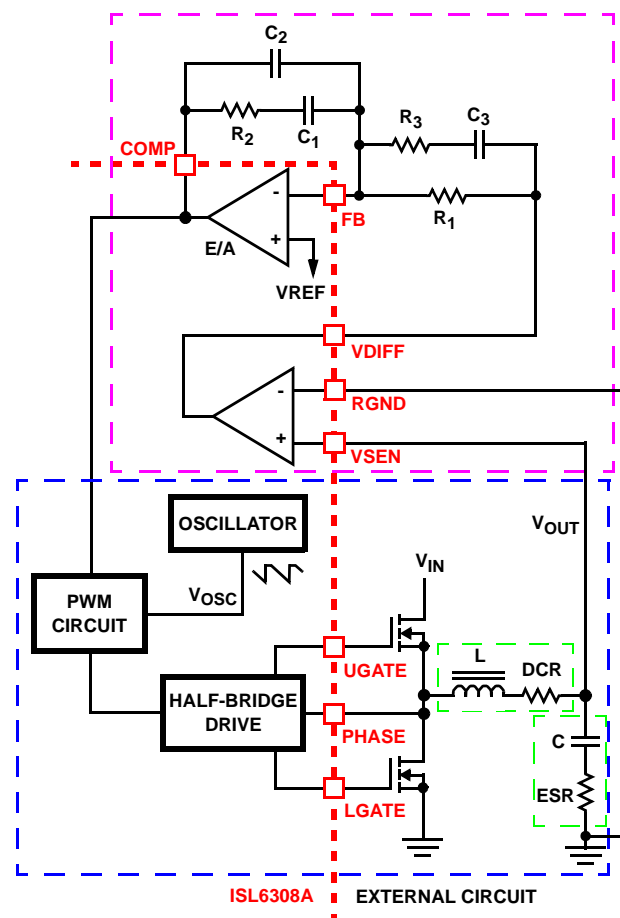 C2
R2
C1
R3
C3
COMP
-
FB
R1
E/A
+
VREF
VDIFF
-
RGND
+
VSEN
OSCILLATOR
VOUT
VIN
PWM
CIRCUIT
VOSC
UGATE
L
DCR
HALF-BRIDGE
DRIVE
PHASE
C
ESR
LGATE
ISL6308A
EXTERNAL CIRCUIT